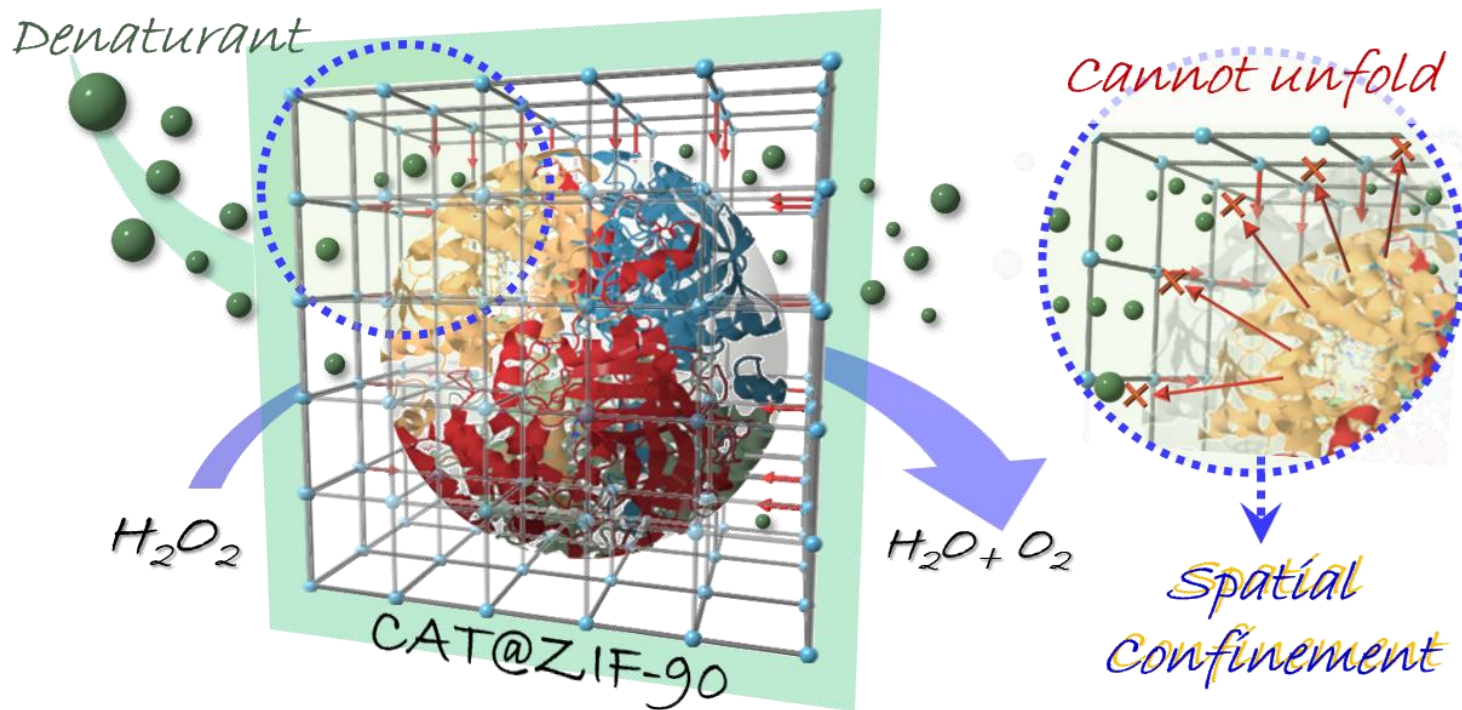 Denaturant
Cannot unfold
H₂O₂
H₂O + O₂
CAT@ZIF-90
Spatial
Confinement